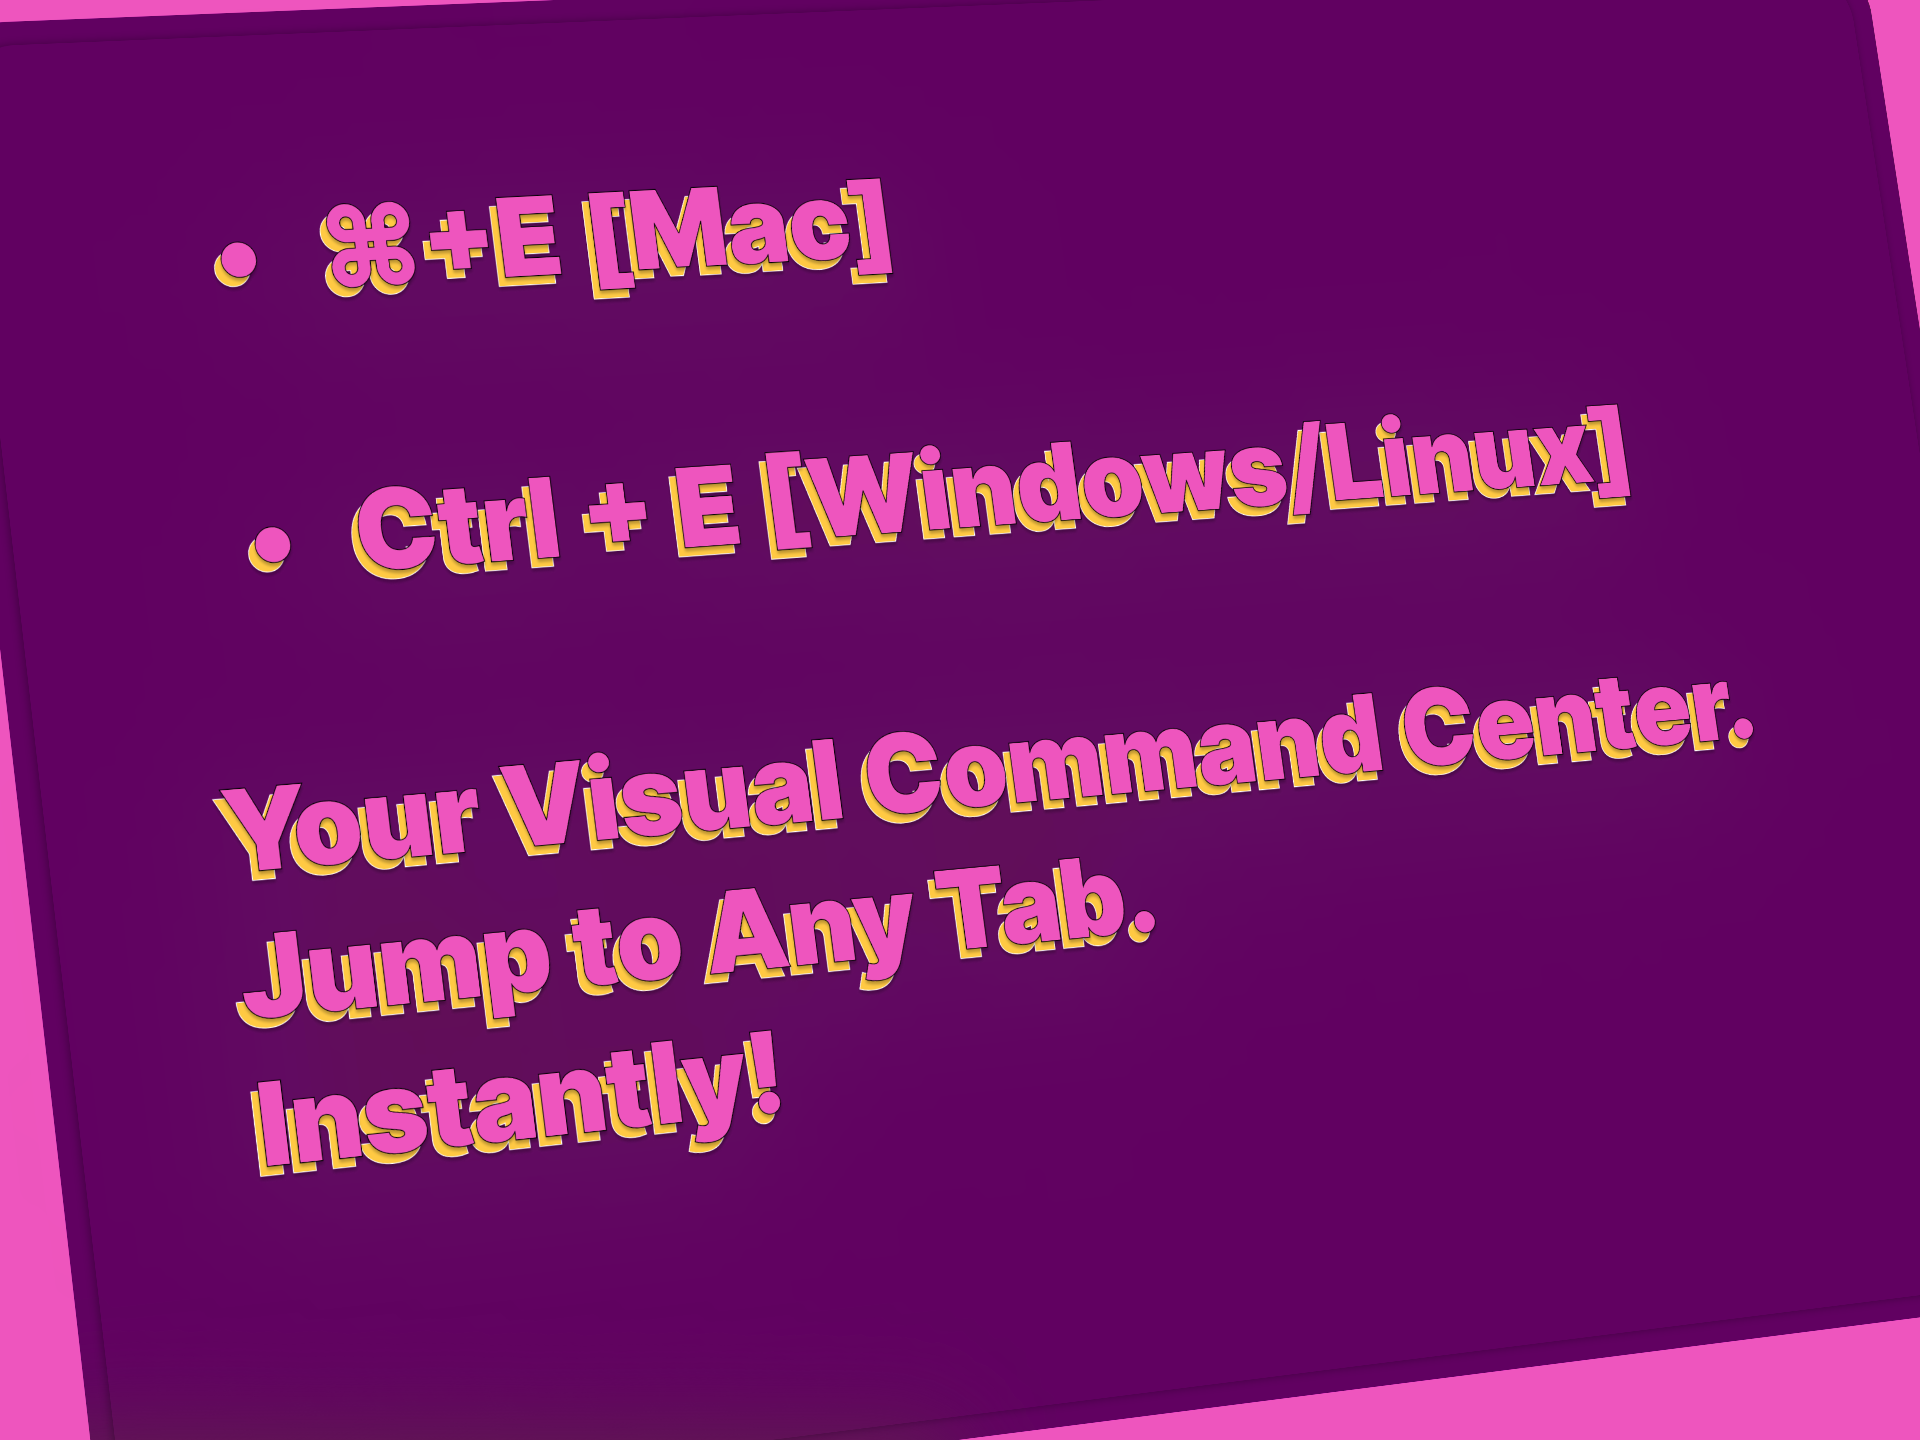 • ⌘+E [Mac]
• Ctrl + E [Windows/Linux]
Your Visual Command Center.
Jump to Any Tab.
Instantly!